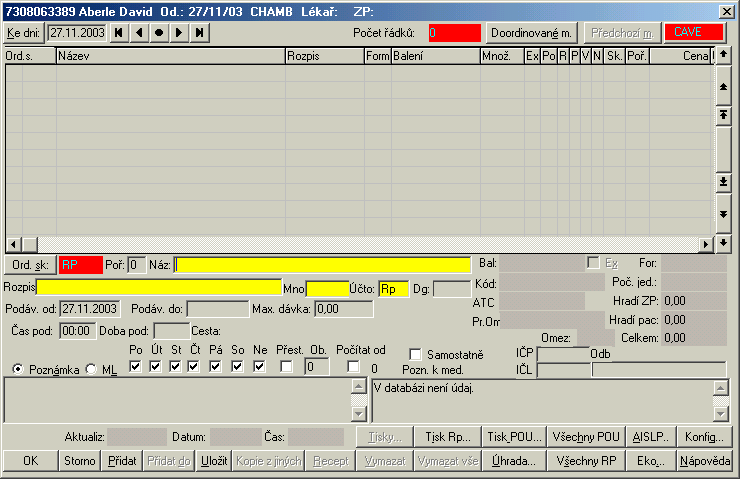 7308063389 Aberle David Od.: 27/11/03 CHAMB Lékař: ZP:
Ke dni: 27.11.2003 Počet řádků: 0 Doordinované m. Předchozí m. CAVE
Ord.s. Název Rozpis Form Balení Množ. Ex Po R P V N Sk. Poř. Cena
Ord. sk: RP Poř: 0 Náz: Bal: Ex For:
Rozpis Mno Účto: Rp Dg: Kód: Poč. jed.:
Podáv. od: 27.11.2003 Podáv. do: Max. dávka: 0,00 ATC Hradí ZP: 0,00
Čas pod: 00:00 Doba pod: Cesta: Pr.Om Hradí pac: 0,00
Omez: Celkem: 0,00
Po Út St Čt Pá So Ne Přest. Ob. Počítat od Samostatně IČP Odb
Poznámka ML 0 0 Pozn. k med. IČL
V databázi není údaj.
Aktualiz: Datum: Čas: Tisky... Tisk Rp... Tisk POU... Všechny POU AISLP.. Konfig...
OK Storno Přidat Přidat do Uložit Kopie z jiných Recept Vymazat Vymazat vše Úhrada... Všechny RP Eko... Nápověda